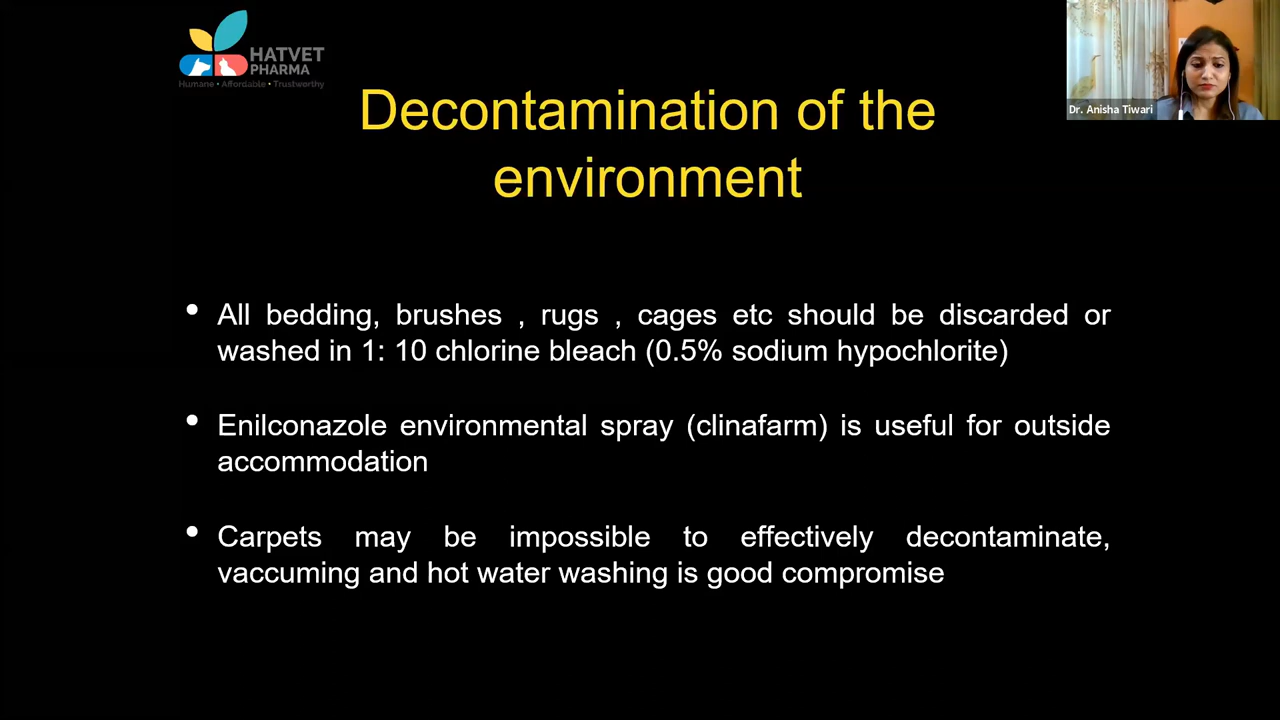 HATVET
PHARMA
Humane • Affordable • Trustworthy
Dr. Anisha Tiwari
Decontamination of the
environment
• All bedding, brushes , rugs , cages etc should be discarded or
washed in 1: 10 chlorine bleach (0.5% sodium hypochlorite)
• Enilconazole environmental spray (clinafarm) is useful for outside
accommodation
• Carpets may be impossible to effectively decontaminate,
vaccuming and hot water washing is good compromise